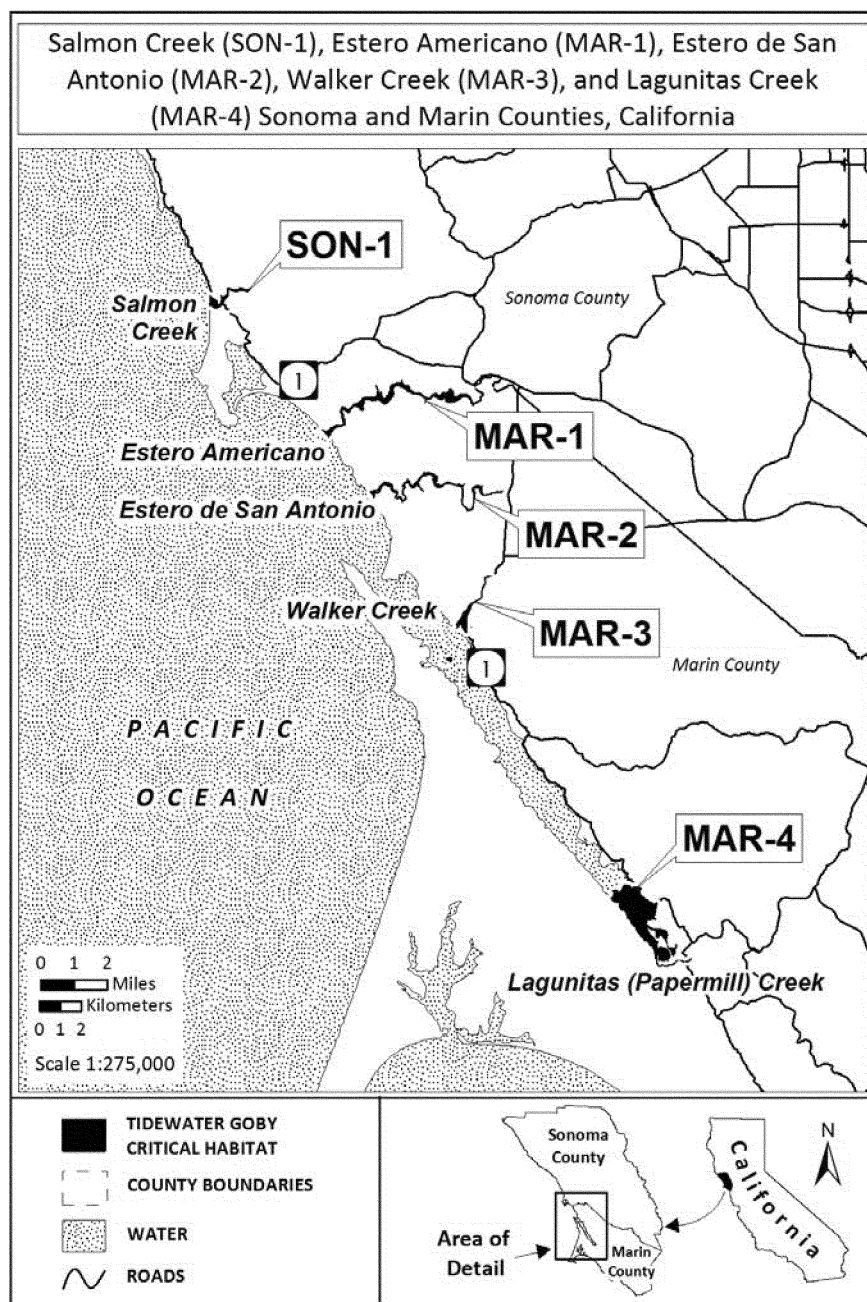 Salmon Creek (SON-1), Estero Americano (MAR-1), Estero de San
Antonio (MAR-2), Walker Creek (MAR-3), and Lagunitas Creek
(MAR-4) Sonoma and Marin Counties, California
SON-1
Sonoma County
Salmon
Creek
1
MAR-1
Estero Americano
Estero de San Antonio
MAR-2
Walker Creek
MAR-3
1
Marin County
PACIFIC
OCEAN
MAR-4
Lagunitas (Papermill) Creek
0 1 2
Miles
Kilometers
0 1 2
Scale 1:275,000
TIDEWATER GOBY
CRITICAL HABITAT
COUNTY BOUNDARIES
WATER
ROADS
Sonoma
County
Area of
Detail
Marin
County
California
N